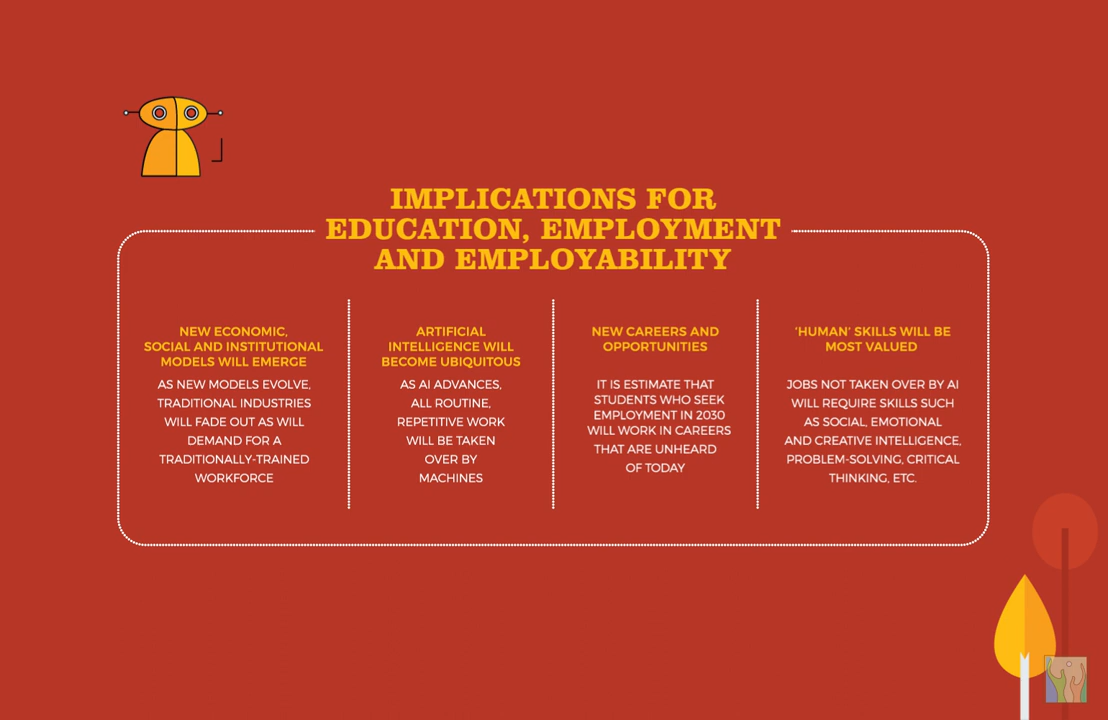 IMPLICATIONS FOR
EDUCATION, EMPLOYMENT
AND EMPLOYABILITY
NEW ECONOMIC,
SOCIAL AND INSTITUTIONAL
MODELS WILL EMERGE
AS NEW MODELS EVOLVE,
TRADITIONAL INDUSTRIES
WILL FADE OUT AS WILL
DEMAND FOR A
TRADITIONALLY-TRAINED
WORKFORCE
ARTIFICIAL
INTELLIGENCE WILL
BECOME UBIQUITOUS
AS AI ADVANCES,
ALL ROUTINE,
REPETITIVE WORK
WILL BE TAKEN
OVER BY
MACHINES
NEW CAREERS AND
OPPORTUNITIES
IT IS ESTIMATE THAT
STUDENTS WHO SEEK
EMPLOYMENT IN 2030
WILL WORK IN CAREERS
THAT ARE UNHEARD
OF TODAY
‘HUMAN’ SKILLS WILL BE
MOST VALUED
JOBS NOT TAKEN OVER BY AI
WILL REQUIRE SKILLS SUCH
AS SOCIAL, EMOTIONAL
AND CREATIVE INTELLIGENCE,
PROBLEM-SOLVING, CRITICAL
THINKING, ETC.